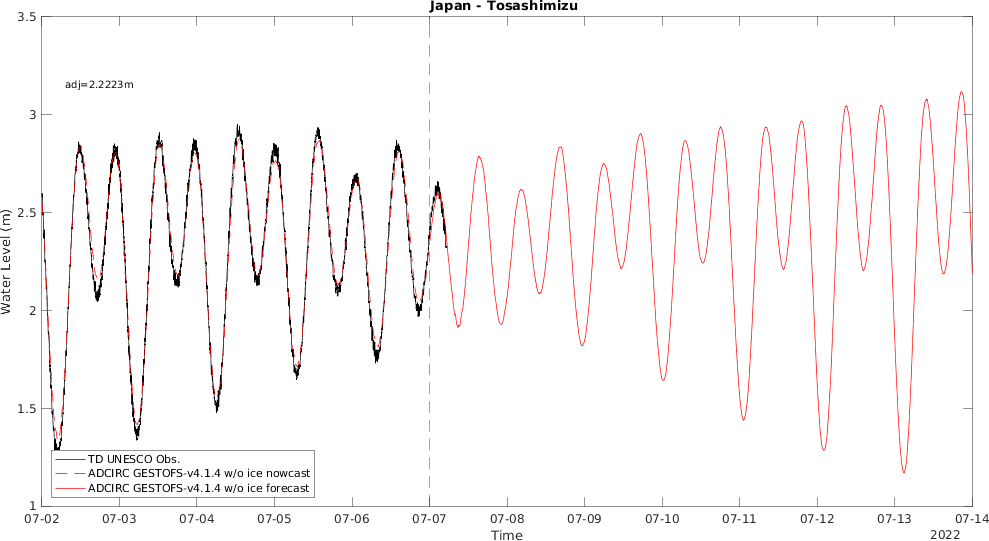 Japan - Tosashimizu
adj=2.2223m
Water Level (m)
3.5
3
2.5
2
1.5
1
TD UNESCO Obs.
ADCIRC GESTOFS-v4.1.4 w/o ice nowcast
ADCIRC GESTOFS-v4.1.4 w/o ice forecast
07-02 07-03 07-04 07-05 07-06 07-07 07-08 07-09 07-10 07-11 07-12 07-13 07-14
Time
2022